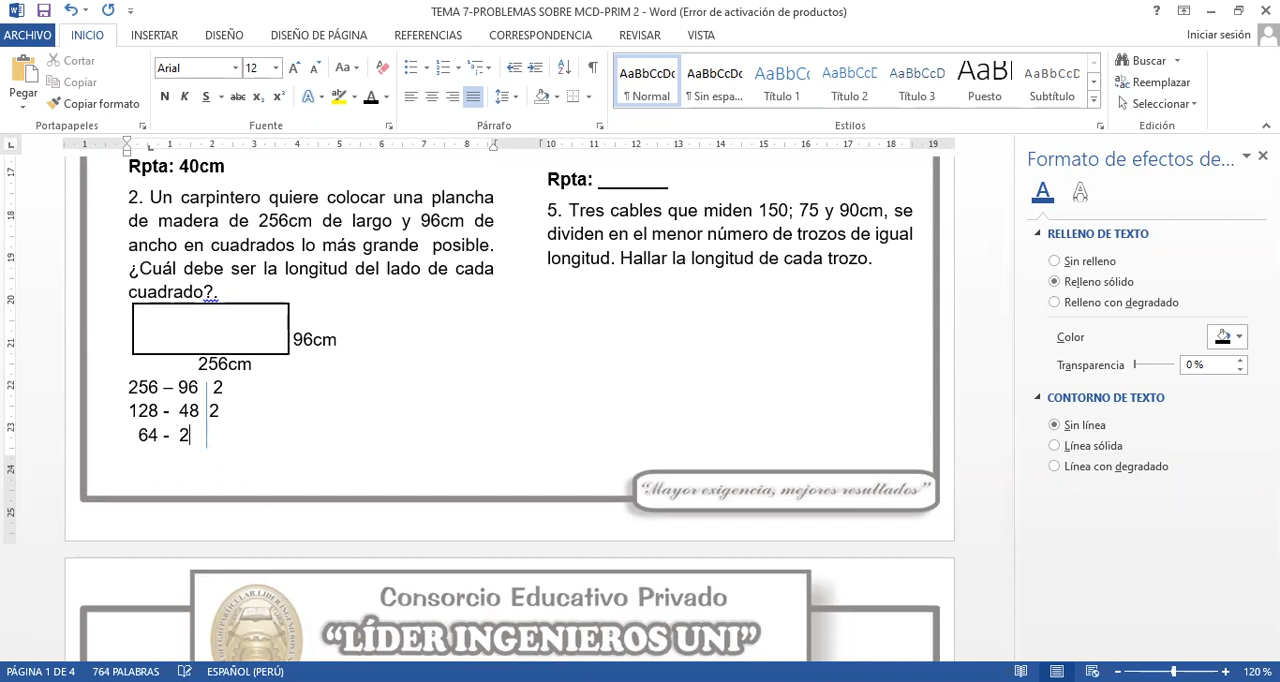 TEMA 7-PROBLEMAS SOBRE MCD-PRIM 2 - Word (Error de activación de productos)
ARCHIVO INICIO INSERTAR DISEÑO DISEÑO DE PÁGINA REFERENCIAS CORRESPONDENCIA REVISAR VISTA Iniciar sesión
Pegar
Cortar
Copiar
Copiar formato
Portapapeles
Arial 12
Fuente
Párrafo
AaBbCcDc AaBbCcDc AaBbCc AaBbCcD AaBbCcD AaBl AaBbCcD
¶ Normal ¶ Sin espa... Título 1 Título 2 Título 3 Puesto Subtítulo
Estilos
Buscar
Reemplazar
Seleccionar
Edición
Rpta: 40cm
2. Un carpintero quiere colocar una plancha
de madera de 256cm de largo y 96cm de
ancho en cuadrados lo más grande posible.
¿Cuál debe ser la longitud del lado de cada
cuadrado?.
96cm
256cm
256 – 96 2
128 - 48 2
64 - 2
Rpta: _______
5. Tres cables que miden 150; 75 y 90cm, se
dividen en el menor número de trozos de igual
longitud. Hallar la longitud de cada trozo.
“Mayor exigencia, mejores resultados”
Consorcio Educativo Privado
“LÍDER INGENIEROS UNI”
Formato de efectos de...
RELLENO DE TEXTO
Sin relleno
Relleno sólido
Relleno con degradado
Color
Transparencia 0 %
CONTORNO DE TEXTO
Sin línea
Línea sólida
Línea con degradado
PÁGINA 1 DE 4 764 PALABRAS ESPAÑOL (PERÚ) 120 %